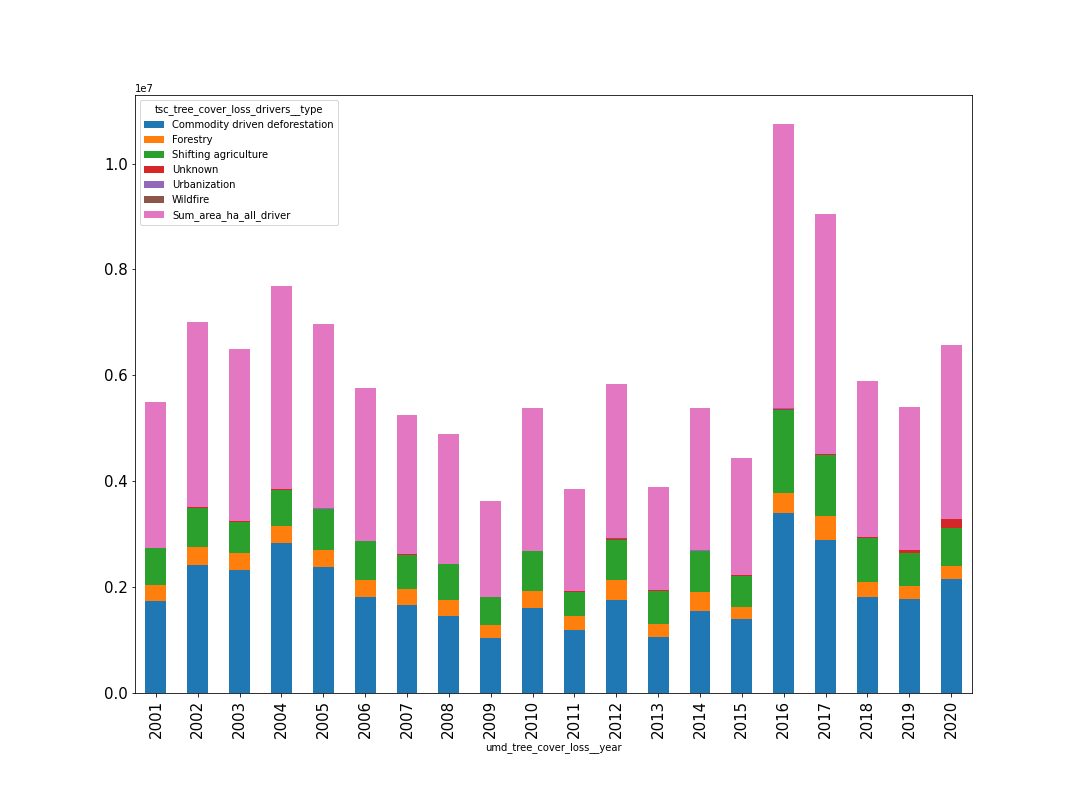 1e7
tsc_tree_cover_loss_drivers__type
Commodity driven deforestation
Forestry
Shifting agriculture
Unknown
Urbanization
Wildfire
Sum_area_ha_all_driver
1.0
0.8
0.6
0.4
0.2
0.0
2001 2002 2003 2004 2005 2006 2007 2008 2009 2010 2011 2012 2013 2014 2015 2016 2017 2018 2019 2020
umd_tree_cover_loss__year